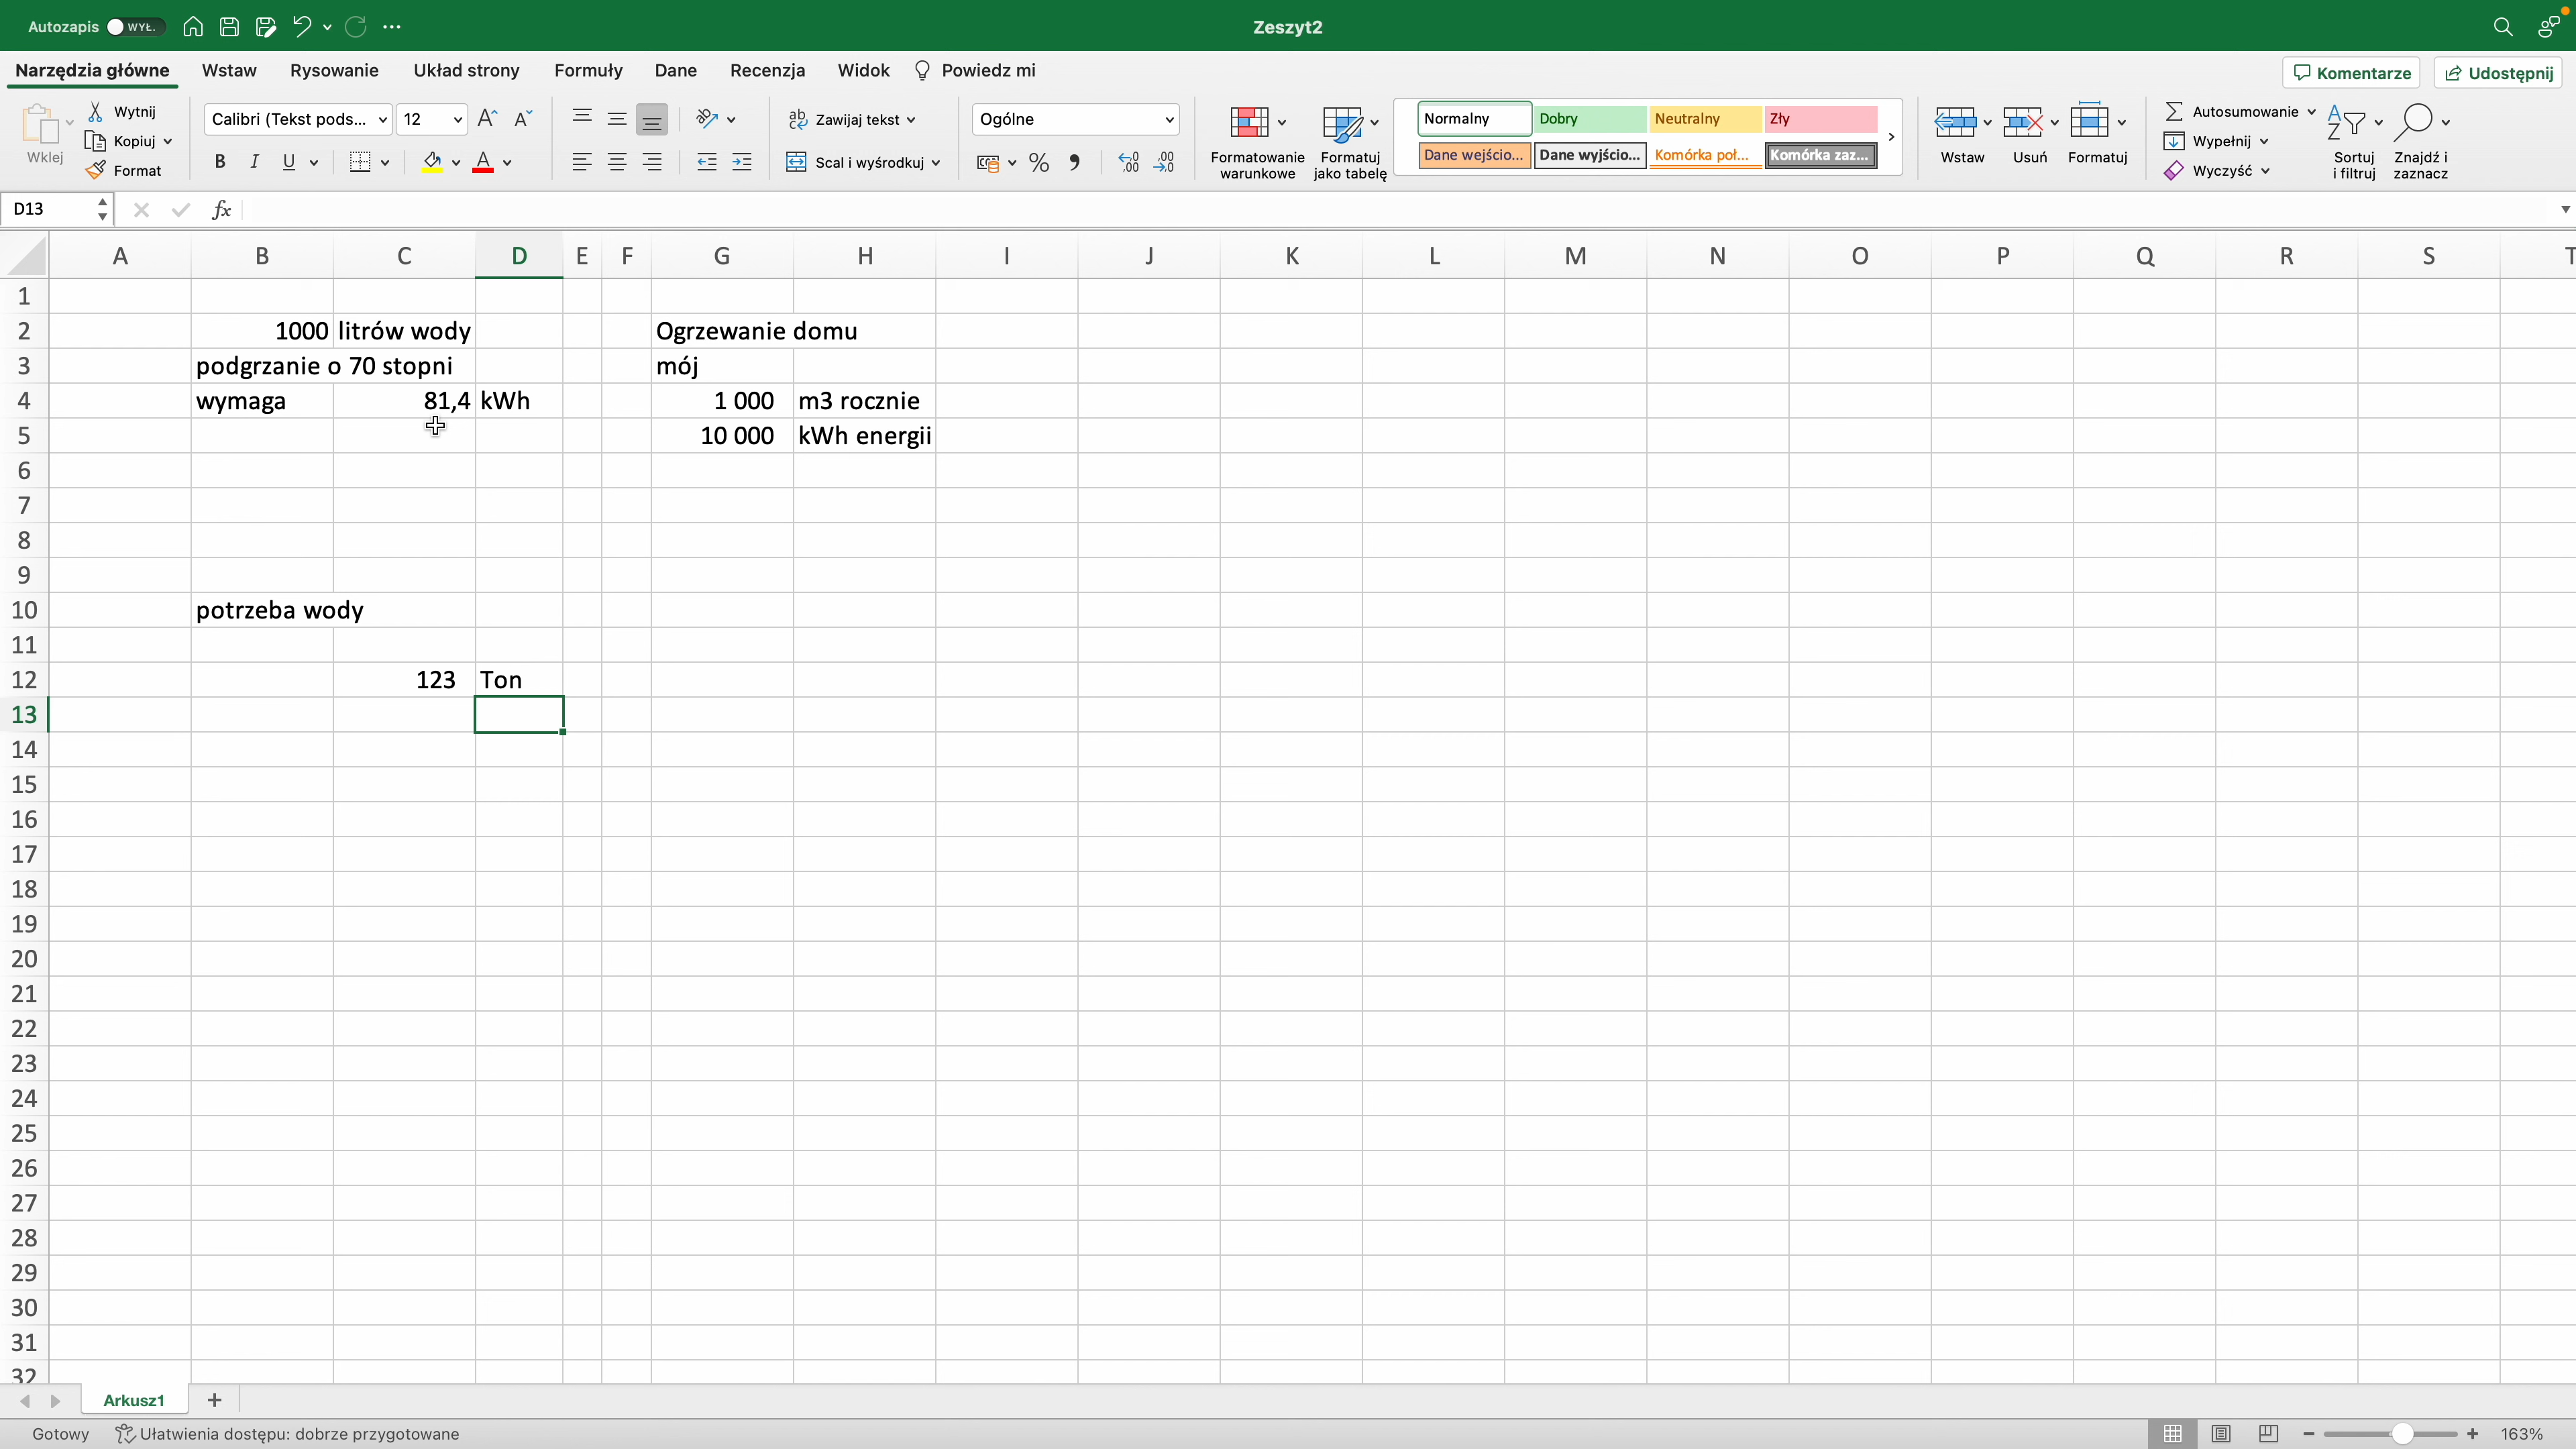 Autozapis WYŁ. Zeszyt2
Narzędzia główne Wstaw Rysowanie Układ strony Formuły Dane Recenzja Widok Powiedz mi Komentarze Udostępnij
Wklej Wytnij Kopiuj Format
Calibri (Tekst pods... 12
B I U A
Zawijaj tekst
Scal i wyśrodkuj
Ogólne
Formatowanie warunkowe
Formatuj jako tabelę
Normalny Dobry Neutralny Zły
Dane wejścio... Dane wyjścio... Komórka poł... Komórka zaz...
Wstaw Usuń Formatuj
Autosumowanie
Wypełnij
Wyczyść
Sortuj i filtruj
Znajdź i zaznacz
D13 fx
A B C D E F G H I J K L M N O P Q R S T
1
2 1000 litrów wody Ogrzewanie domu
3 podgrzanie o 70 stopni mój
4 wymaga 81,4 kWh 1 000 m3 rocznie
5 10 000 kWh energii
6
7
8
9
10 potrzeba wody
11
12 123 Ton
13
14
15
16
17
18
19
20
21
22
23
24
25
26
27
28
29
30
31
32
Arkusz1 +
Gotowy Ułatwienia dostępu: dobrze przygotowane 163%